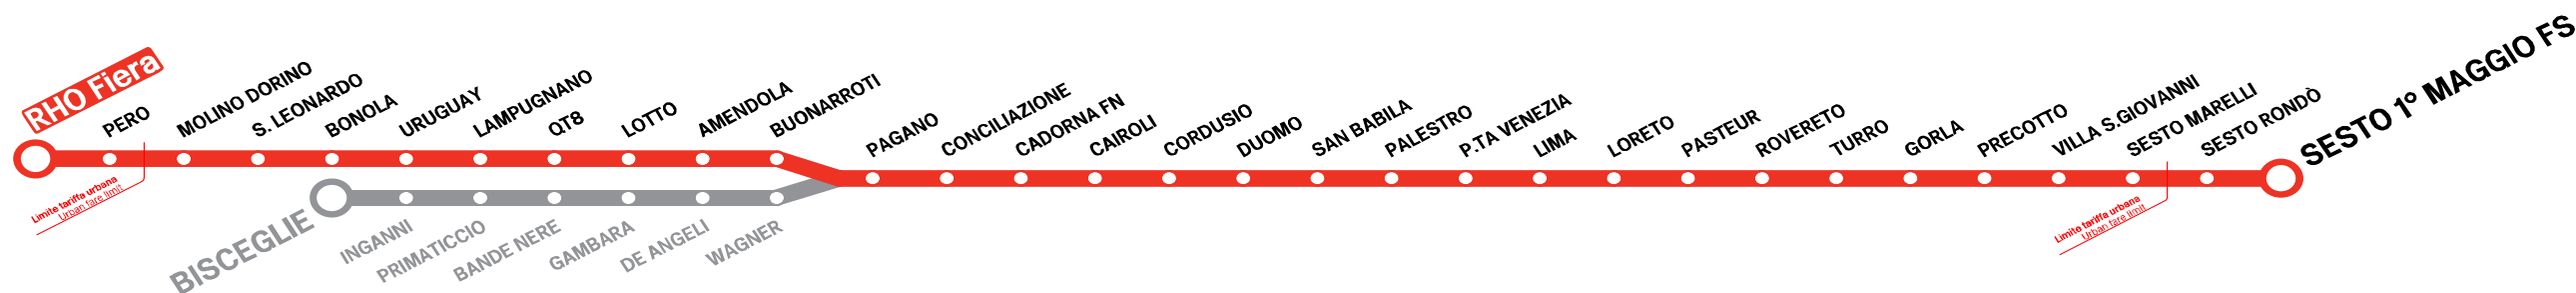 RHO Fiera
PERO
MOLINO DORINO
S. LEONARDO
BONOLA
URUGUAY
LAMPUGNANO
QT8
LOTTO
AMENDOLA
BUONARROTI
PAGANO
CONCILIAZIONE
CADORNA FN
CAIROLI
CORDUSIO
DUOMO
SAN BABILA
PALESTRO
P.TA VENEZIA
LIMA
LORETO
PASTEUR
ROVERETO
TURRO
GORLA
PRECOTTO
VILLA S.GIOVANNI
SESTO MARELLI
SESTO RONDÒ
SESTO 1° MAGGIO FS
Limite tariffa urbana
Urban fare limit
BISCEGLIE
INGANNI
PRIMATICCIO
BANDE NERE
GAMBARA
DE ANGELI
WAGNER
Limite tariffa urbana
Urban fare limit